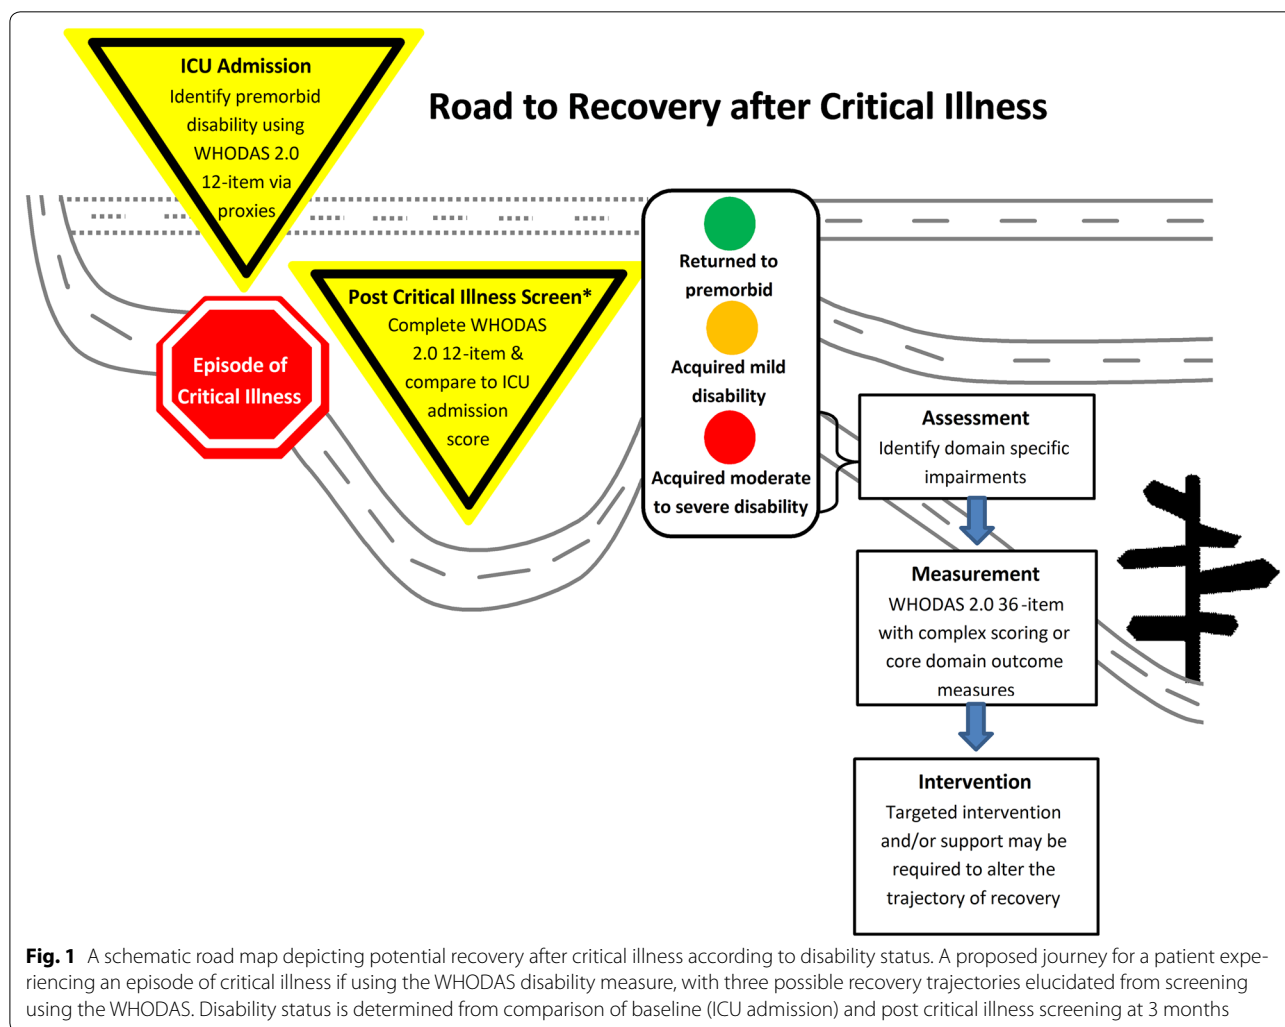 ICU Admission
Identify premorbid
disability using
WHODAS 2.0
12-item via
proxies
Road to Recovery after Critical Illness
Episode of
Critical Illness
Post Critical Illness Screen*
Complete WHODAS
2.0 12-item &
compare to ICU
admission
score
Returned to
premorbid
Acquired mild
disability
Acquired moderate
to severe disability
Assessment
Identify domain specific
impairments
Measurement
WHODAS 2.0 36-item
with complex scoring or
core domain outcome
measures
Intervention
Targeted intervention
and/or support may be
required to alter the
trajectory of recovery
Fig. 1 A schematic road map depicting potential recovery after critical illness according to disability status. A proposed journey for a patient expe-
riencing an episode of critical illness if using the WHODAS disability measure, with three possible recovery trajectories elucidated from screening
using the WHODAS. Disability status is determined from comparison of baseline (ICU admission) and post critical illness screening at 3 months